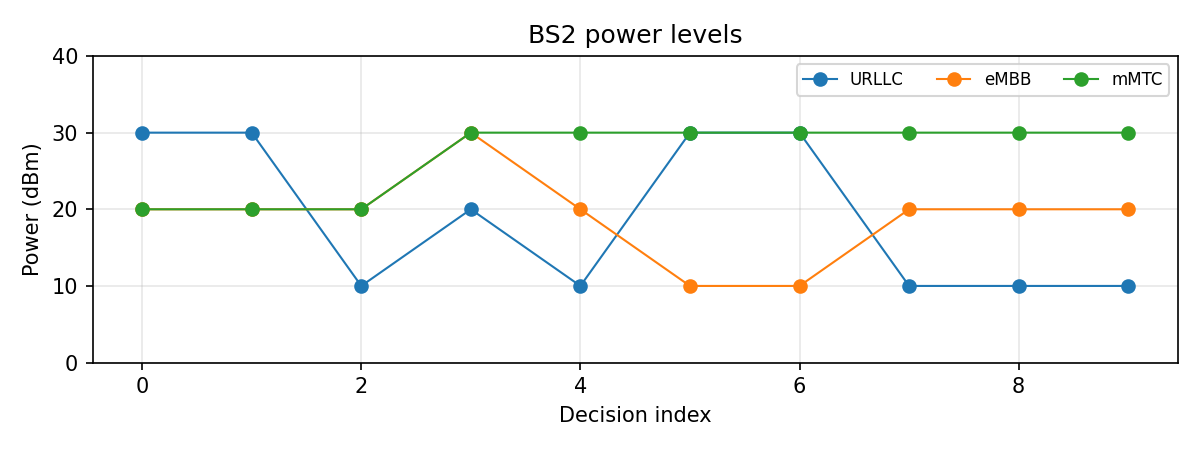 BS2 power levels
URLLC eMBB mMTC
Power (dBm)
40
30
20
10
0
0 2 4 6 8
Decision index